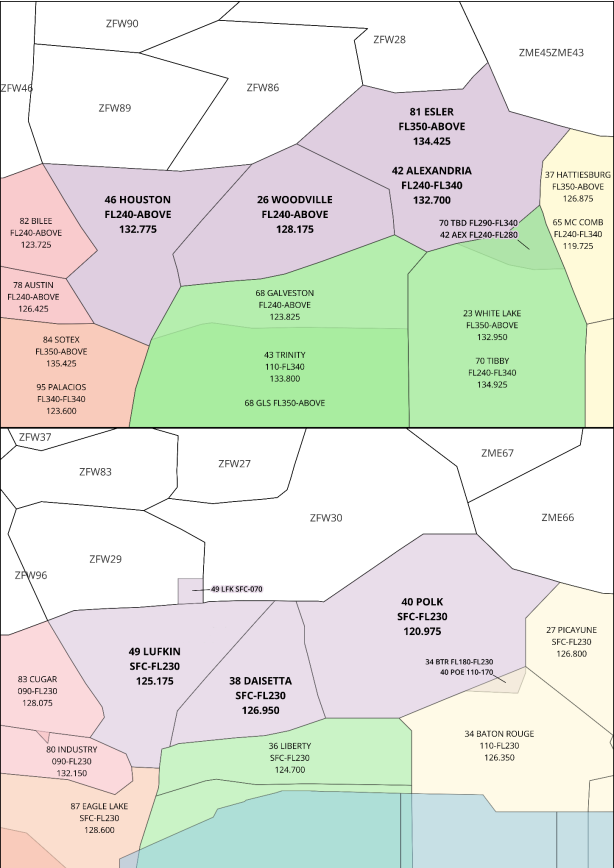 ZFW90
ZFW28
ZME45ZME43
ZFW46
ZFW86
ZFW89
81 ESLER
FL350-ABOVE
134.425
42 ALEXANDRIA
FL240-FL340
132.700
37 HATTIESBURG
FL350-ABOVE
126.875
65 MC COMB
FL240-FL340
119.725
46 HOUSTON
FL240-ABOVE
132.775
26 WOODVILLE
FL240-ABOVE
128.175
82 BILEE
FL240-ABOVE
123.725
70 TBD FL290-FL340
42 AEX FL240-FL280
78 AUSTIN
FL240-ABOVE
126.425
68 GALVESTON
FL240-ABOVE
123.825
23 WHITE LAKE
FL350-ABOVE
132.950
70 TIBBY
FL240-FL340
134.925
84 SOTEX
FL350-ABOVE
135.425
95 PALACIOS
FL340-FL340
123.600
43 TRINITY
110-FL340
133.800
68 GLS FL350-ABOVE
ZFW37
ZFW83
ZFW27
ZME67
ZFW30
ZME66
ZFW29
ZFW96
49 LFK SFC-070
40 POLK
SFC-FL230
120.975
27 PICAYUNE
SFC-FL230
126.800
49 LUFKIN
SFC-FL230
125.175
38 DAISETTA
SFC-FL230
126.950
34 BTR FL180-FL230
40 POE 110-170
83 CUGAR
090-FL230
128.075
80 INDUSTRY
090-FL230
132.150
36 LIBERTY
SFC-FL230
124.700
34 BATON ROUGE
110-FL230
126.350
87 EAGLE LAKE
SFC-FL230
128.600